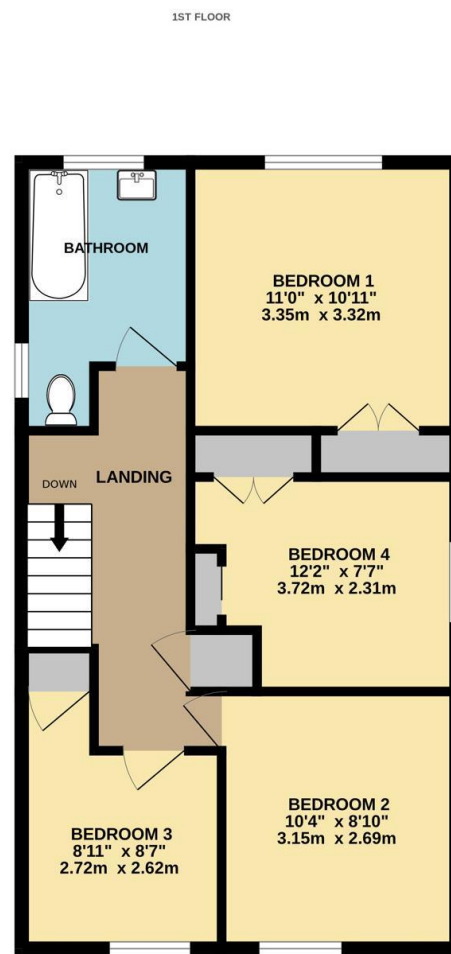 1ST FLOOR
BATHROOM
BEDROOM 1
11'0" x 10'11"
3.35m x 3.32m
DOWN
LANDING
BEDROOM 4
12'2" x 7'7"
3.72m x 2.31m
BEDROOM 2
10'4" x 8'10"
3.15m x 2.69m
BEDROOM 3
8'11" x 8'7"
2.72m x 2.62m